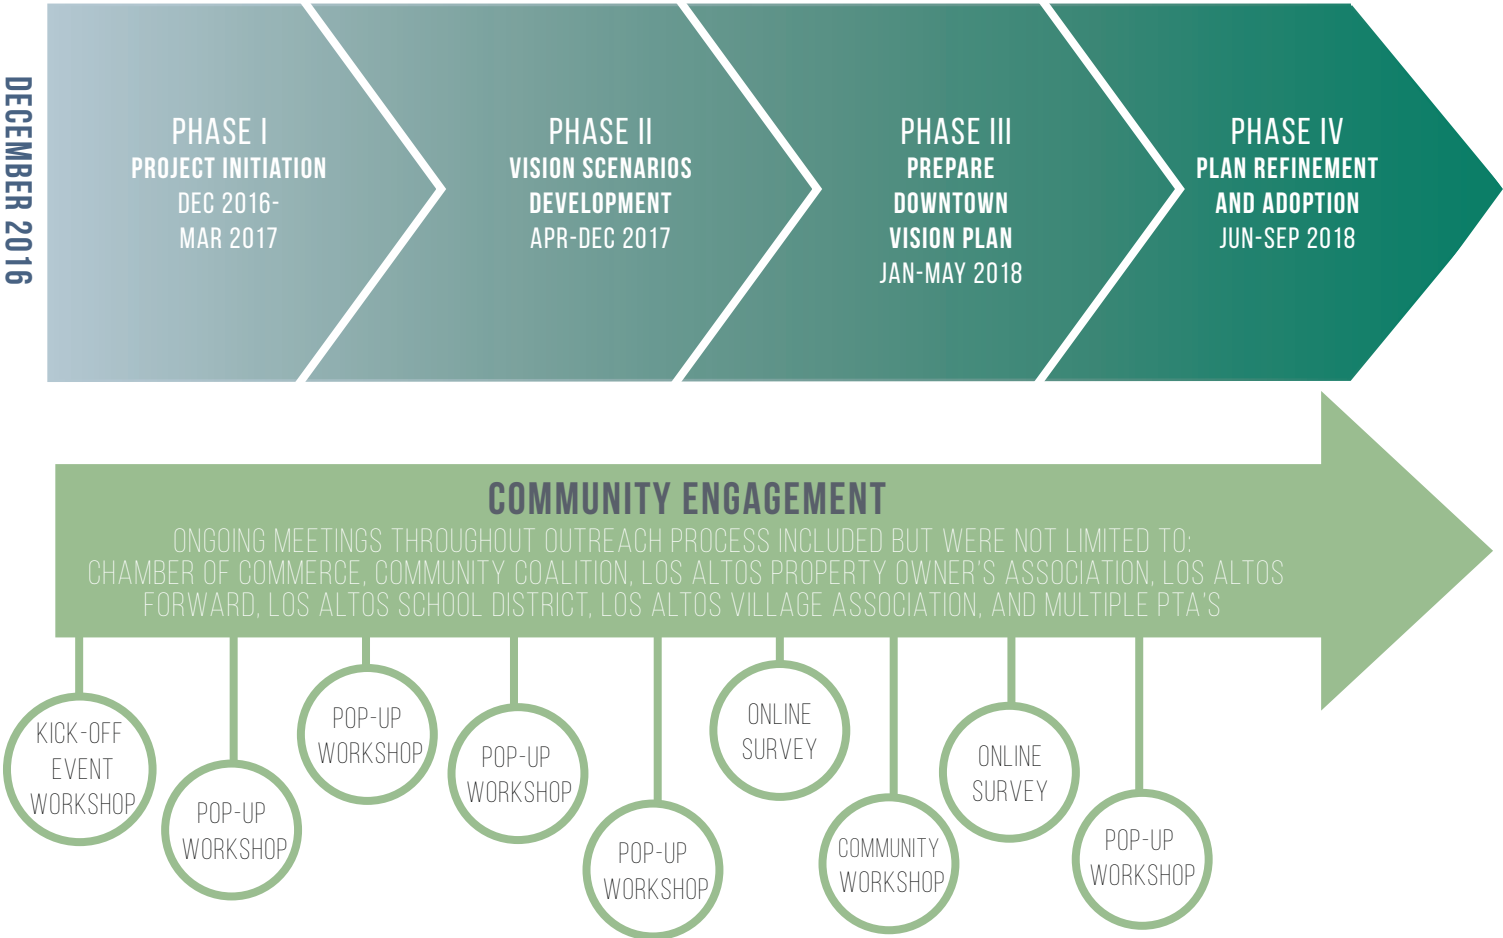 DECEMBER 2016
PHASE I
PROJECT INITIATION
DEC 2016-
MAR 2017
PHASE II
VISION SCENARIOS
DEVELOPMENT
APR-DEC 2017
PHASE III
PREPARE
DOWNTOWN
VISION PLAN
JAN-MAY 2018
PHASE IV
PLAN REFINEMENT
AND ADOPTION
JUN-SEP 2018
COMMUNITY ENGAGEMENT
ONGOING MEETINGS THROUGHOUT OUTREACH PROCESS INCLUDED BUT WERE NOT LIMITED TO:
CHAMBER OF COMMERCE, COMMUNITY COALITION, LOS ALTOS PROPERTY OWNER'S ASSOCIATION, LOS ALTOS
FORWARD, LOS ALTOS SCHOOL DISTRICT, LOS ALTOS VILLAGE ASSOCIATION, AND MULTIPLE PTA'S
KICK-OFF
EVENT
WORKSHOP
POP-UP
WORKSHOP
POP-UP
WORKSHOP
POP-UP
WORKSHOP
POP-UP
WORKSHOP
ONLINE
SURVEY
COMMUNITY
WORKSHOP
ONLINE
SURVEY
POP-UP
WORKSHOP